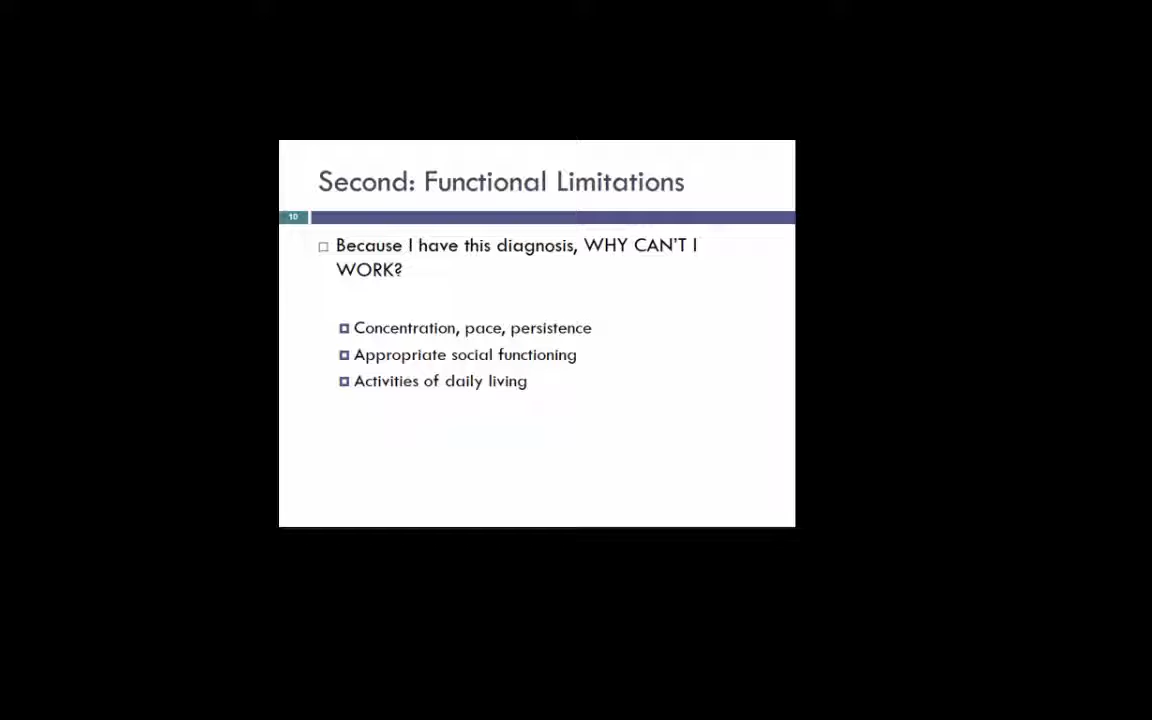 Second: Functional Limitations
10
Because I have this diagnosis, WHY CAN'T I
WORK?
Concentration, pace, persistence
Appropriate social functioning
Activities of daily living